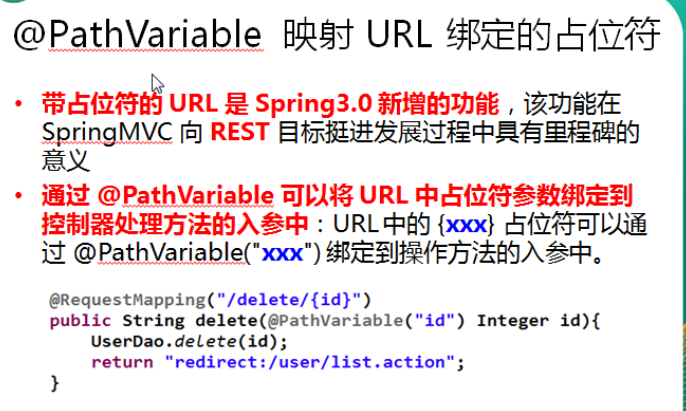 @PathVariable 映射 URL 绑定的占位符
• 带占位符的 URL 是 Spring3.0 新增的功能，该功能在
SpringMVC 向 REST 目标挺进发展过程中具有里程碑的
意义
• 通过 @PathVariable 可以将 URL 中占位符参数绑定到
控制器处理方法的入参中：URL 中的 {xxx} 占位符可以通
过 @PathVariable("xxx") 绑定到操作方法的入参中。
@RequestMapping("/delete/{id}")
public String delete(@PathVariable("id") Integer id){
    UserDao.delete(id);
    return "redirect:/user/list.action";
}